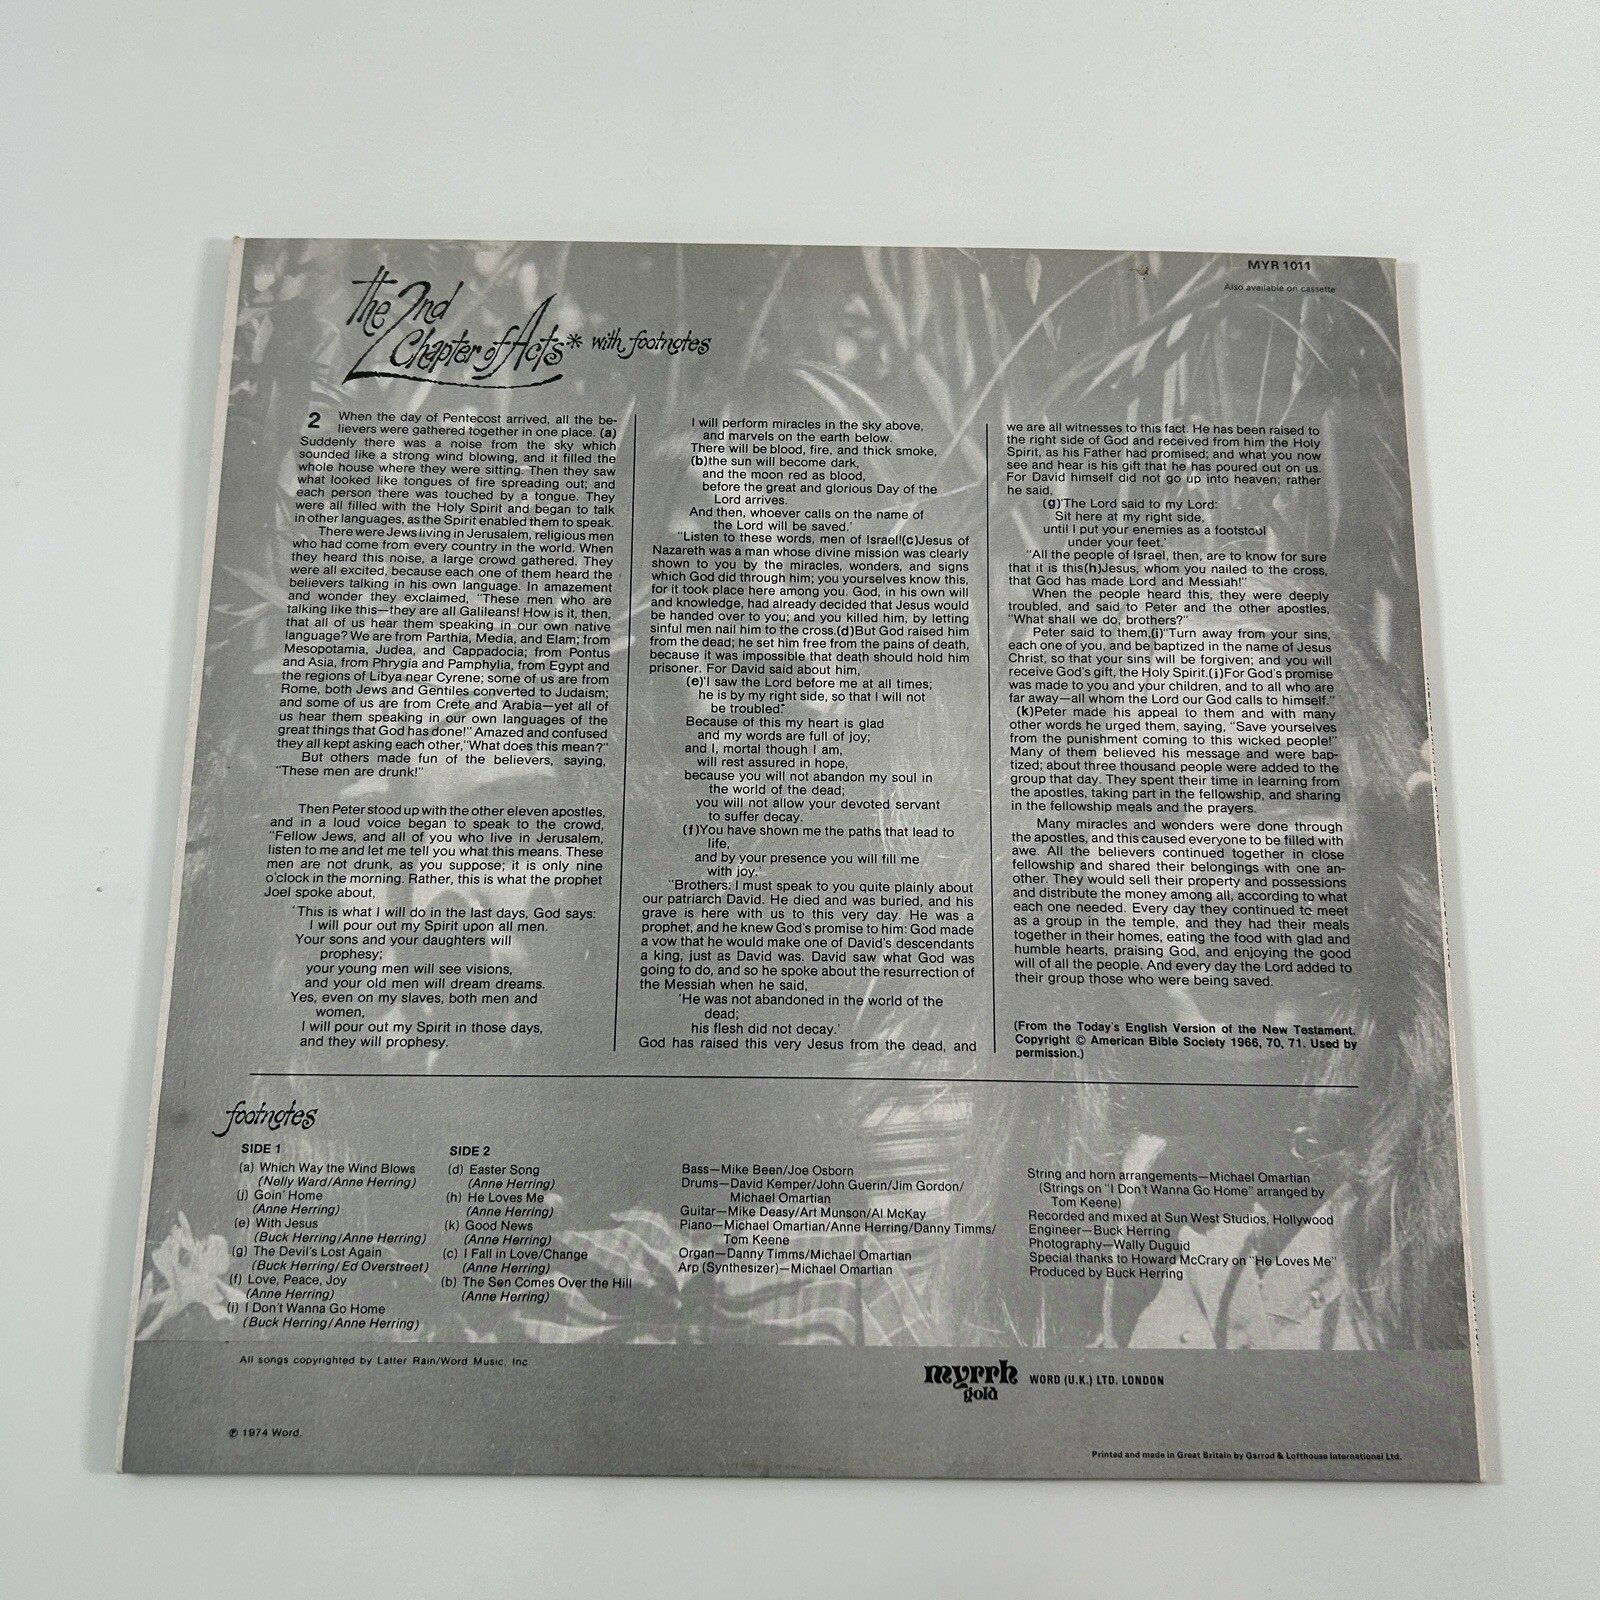 MYR 1011
Also available on cassette
The 2nd
Chapter of Acts* with footnotes
2 When the day of Pentecost arrived, all the be-
lievers were gathered together in one place. (a)
Suddenly there was a noise from the sky which
sounded like a strong wind blowing, and it filled the
whole house where they were sitting. Then they saw
what looked like tongues of fire spreading out; and
each person there was touched by a tongue. They
were all filled with the Holy Spirit and began to talk
in other languages, as the Spirit enabled them to speak.
There were Jews living in Jerusalem, religious men
who had come from every country in the world. When
they heard this noise, a large crowd gathered. They
were all excited, because each one of them heard the
believers talking in his own language. In amazement
and wonder they exclaimed, "These men who are
talking like this—they are all Galileans! How is it, then,
that all of us hear them speaking in our own native
language? We are from Parthia, Media, and Elam; from
Mesopotamia, Judea, and Cappadocia; from Pontus
and Asia, from Phrygia and Pamphylia, from Egypt and
the regions of Libya near Cyrene; some of us are from
Rome, both Jews and Gentiles converted to Judaism;
and some of us are from Crete and Arabia—yet all of
us hear them speaking in our own languages of the
great things that God has done!" Amazed and confused
they all kept asking each other,"What does this mean?"
But others made fun of the believers, saying,
"These men are drunk!"
Then Peter stood up with the other eleven apostles,
and in a loud voice began to speak to the crowd,
"Fellow Jews, and all of you who live in Jerusalem,
listen to me and let me tell you what this means. These
men are not drunk, as you suppose; it is only nine
o'clock in the morning. Rather, this is what the prophet
Joel spoke about,
'This is what I will do in the last days, God says:
I will pour out my Spirit upon all men.
Your sons and your daughters will
prophesy;
your young men will see visions,
and your old men will dream dreams.
Yes, even on my slaves, both men and
women,
I will pour out my Spirit in those days,
and they will prophesy.
I will perform miracles in the sky above,
and marvels on the earth below.
There will be blood, fire, and thick smoke,
(b)the sun will become dark,
and the moon red as blood,
before the great and glorious Day of the
Lord arrives.
And then, whoever calls on the name of
the Lord will be saved.'
"Listen to these words, men of Israel!(c)Jesus of
Nazareth was a man whose divine mission was clearly
shown to you by the miracles, wonders, and signs
which God did through him; you yourselves know this,
for it took place here among you. God, in his own will
and knowledge, had already decided that Jesus would
be handed over to you; and you killed him, by letting
sinful men nail him to the cross.(d)But God raised him
from the dead; he set him free from the pains of death,
because it was impossible that death should hold him
prisoner. For David said about him,
(e)'I saw the Lord before me at all times;
he is by my right side, so that I will not
be troubled."
Because of this my heart is glad
and my words are full of joy;
and I, mortal though I am,
will rest assured in hope,
because you will not abandon my soul in
the world of the dead;
you will not allow your devoted servant
to suffer decay.
(f)You have shown me the paths that lead to
life,
and by your presence you will fill me
with joy.'
"Brothers: I must speak to you quite plainly about
our patriarch David. He died and was buried, and his
grave is here with us to this very day. He was a
prophet, and he knew God's promise to him: God made
a vow that he would make one of David's descendants
a king, just as David was. David saw what God was
going to do, and so he spoke about the resurrection of
the Messiah when he said,
'He was not abandoned in the world of the
dead;
his flesh did not decay.'
God has raised this very Jesus from the dead, and
we are all witnesses to this fact. He has been raised to
the right side of God and received from him the Holy
Spirit, as his Father had promised; and what you now
see and hear is his gift that he has poured out on us.
For David himself did not go up into heaven; rather
he said,
(g)'The Lord said to my Lord:
Sit here at my right side,
until I put your enemies as a footstool
under your feet.'
"All the people of Israel, then, are to know for sure
that it is this(h)Jesus, whom you nailed to the cross,
that God has made Lord and Messiah!"
When the people heard this, they were deeply
troubled, and said to Peter and the other apostles,
"What shall we do, brothers?"
Peter said to them,(i)"Turn away from your sins,
each one of you, and be baptized in the name of Jesus
Christ, so that your sins will be forgiven; and you will
receive God's gift, the Holy Spirit.(j)For God's promise
was made to you and your children, and to all who are
far away—all whom the Lord our God calls to himself."
(k)Peter made his appeal to them and with many
other words he urged them, saying, "Save yourselves
from the punishment coming to this wicked people!"
Many of them believed his message and were bap-
tized; about three thousand people were added to the
group that day. They spent their time in learning from
the apostles, taking part in the fellowship, and sharing
in the fellowship meals and the prayers.
Many miracles and wonders were done through
the apostles, and this caused everyone to be filled with
awe. All the believers continued together in close
fellowship and shared their belongings with one an-
other. They would sell their property and possessions
and distribute the money among all, according to what
each one needed. Every day they continued to meet
as a group in the temple, and they had their meals
together in their homes, eating the food with glad and
humble hearts, praising God, and enjoying the good
will of all the people. And every day the Lord added to
their group those who were being saved.
(From the Today's English Version of the New Testament.
Copyright © American Bible Society 1966, 70, 71. Used by
permission.)
footnotes
SIDE 1
(a) Which Way the Wind Blows
(Nelly Ward/Anne Herring)
(j) Goin' Home
(Anne Herring)
(e) With Jesus
(Buck Herring/Anne Herring)
(g) The Devil's Lost Again
(Buck Herring/Ed Overstreet)
(f) Love, Peace, Joy
(Anne Herring)
(i) I Don't Wanna Go Home
(Buck Herring/Anne Herring)
SIDE 2
(d) Easter Song
(Anne Herring)
(h) He Loves Me
(Anne Herring)
(k) Good News
(Anne Herring)
(c) I Fall in Love/Change
(Anne Herring)
(b) The Son Comes Over the Hill
(Anne Herring)
Bass—Mike Been/Joe Osborn
Drums—David Kemper/John Guerin/Jim Gordon/
Michael Omartian
Guitar—Mike Deasy/Art Munson/Al McKay
Piano—Michael Omartian/Anne Herring/Danny Timms/
Tom Keene
Organ—Danny Timms/Michael Omartian
Arp (Synthesizer)—Michael Omartian
String and horn arrangements—Michael Omartian
(Strings on "I Don't Wanna Go Home" arranged by
Tom Keene)
Recorded and mixed at Sun West Studios, Hollywood
Engineer—Buck Herring
Photography—Wally Duguid
Special thanks to Howard McCrary on "He Loves Me"
Produced by Buck Herring
All songs copyrighted by Latter Rain/Word Music, Inc
myrrh
gold
WORD (U.K.) LTD. LONDON
℗ 1974 Word.
Printed and made in Great Britain by Garrod & Lofthouse International Ltd.